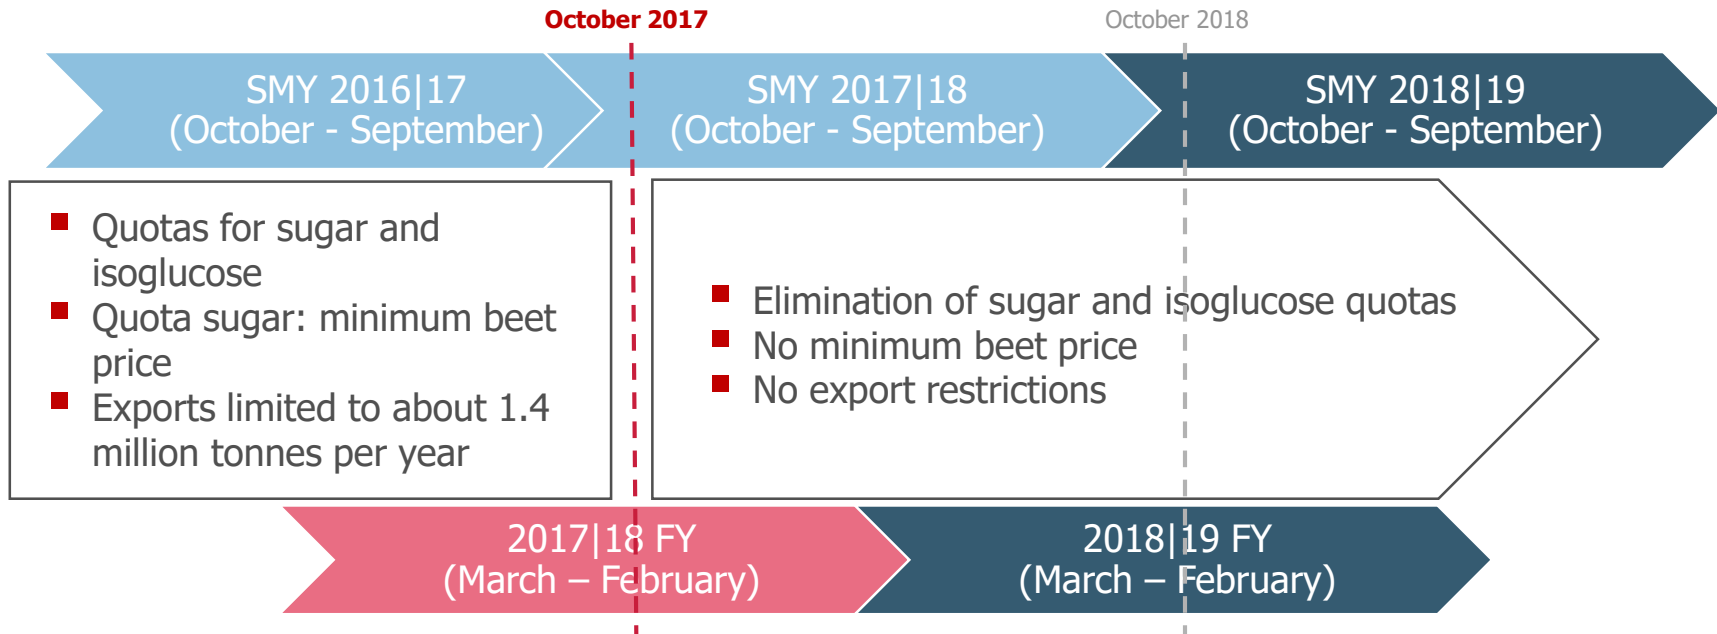 October 2017
October 2018
SMY 2016|17
(October - September)
SMY 2017|18
(October - September)
SMY 2018|19
(October - September)
Quotas for sugar and
isoglucose
Quota sugar: minimum beet
price
Exports limited to about 1.4
million tonnes per year
Elimination of sugar and isoglucose quotas
No minimum beet price
No export restrictions
2017|18 FY
(March – February)
2018|19 FY
(March – February)